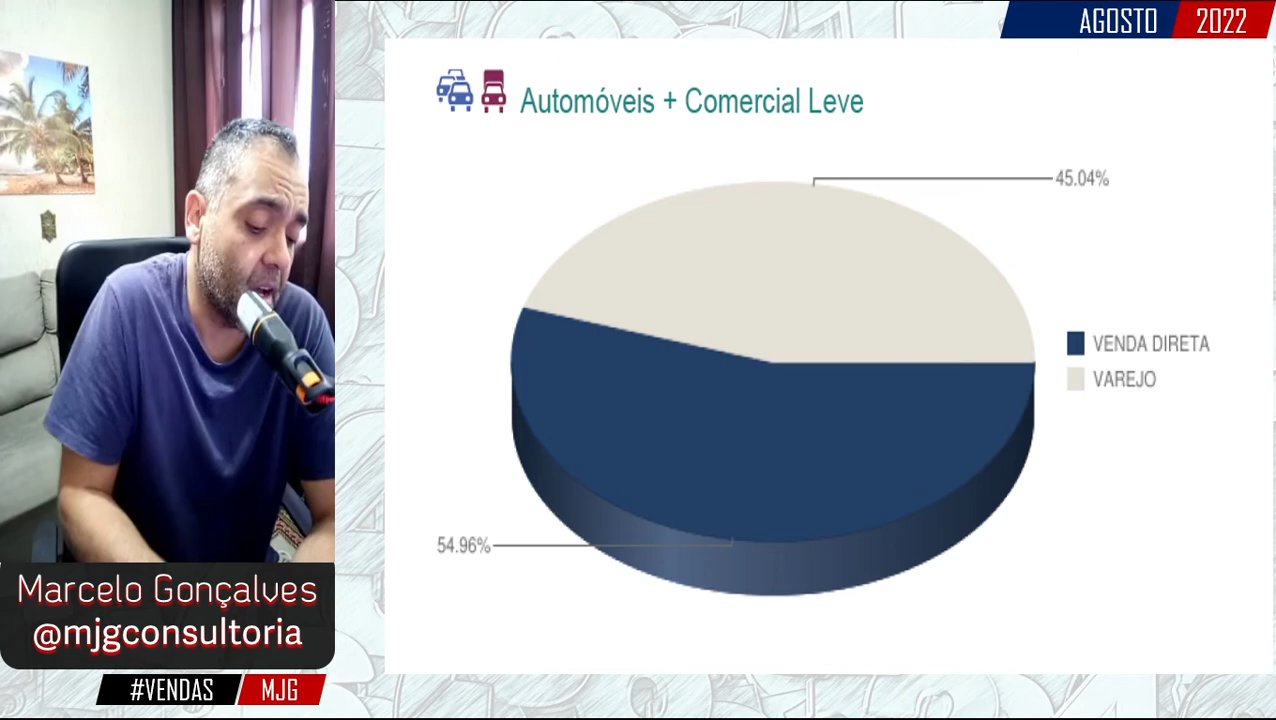 AGOSTO 2022
Automóveis + Comercial Leve
45.04%
VENDA DIRETA
VAREJO
54.96%
Marcelo Gonçalves
@mjgconsultoria
#VENDAS MJG